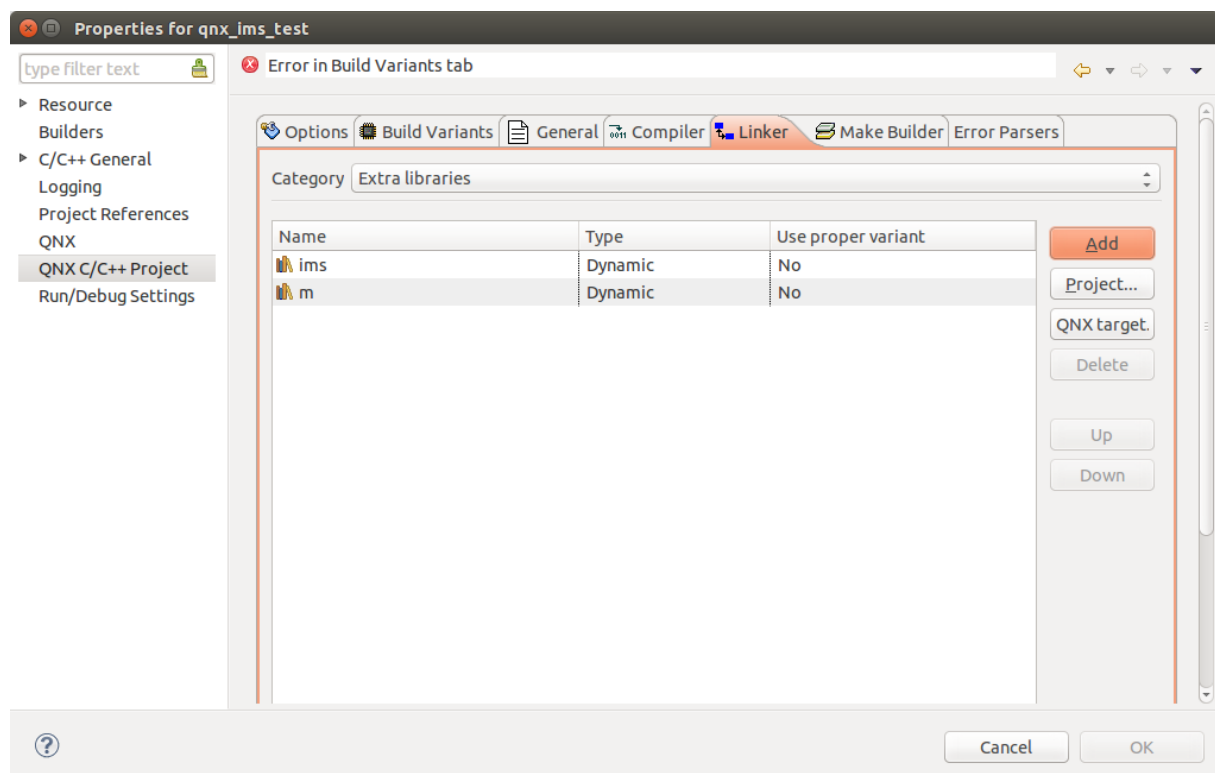 Properties for qnx_ims_test
type filter text
Error in Build Variants tab
Resource
Builders
C/C++ General
Logging
Project References
QNX
QNX C/C++ Project
Run/Debug Settings
Options Build Variants General Compiler Linker Make Builder Error Parsers
Category Extra libraries
Name Type Use proper variant
ims Dynamic No
m Dynamic No
Add
Project...
QNX target.
Delete
Up
Down
Cancel OK